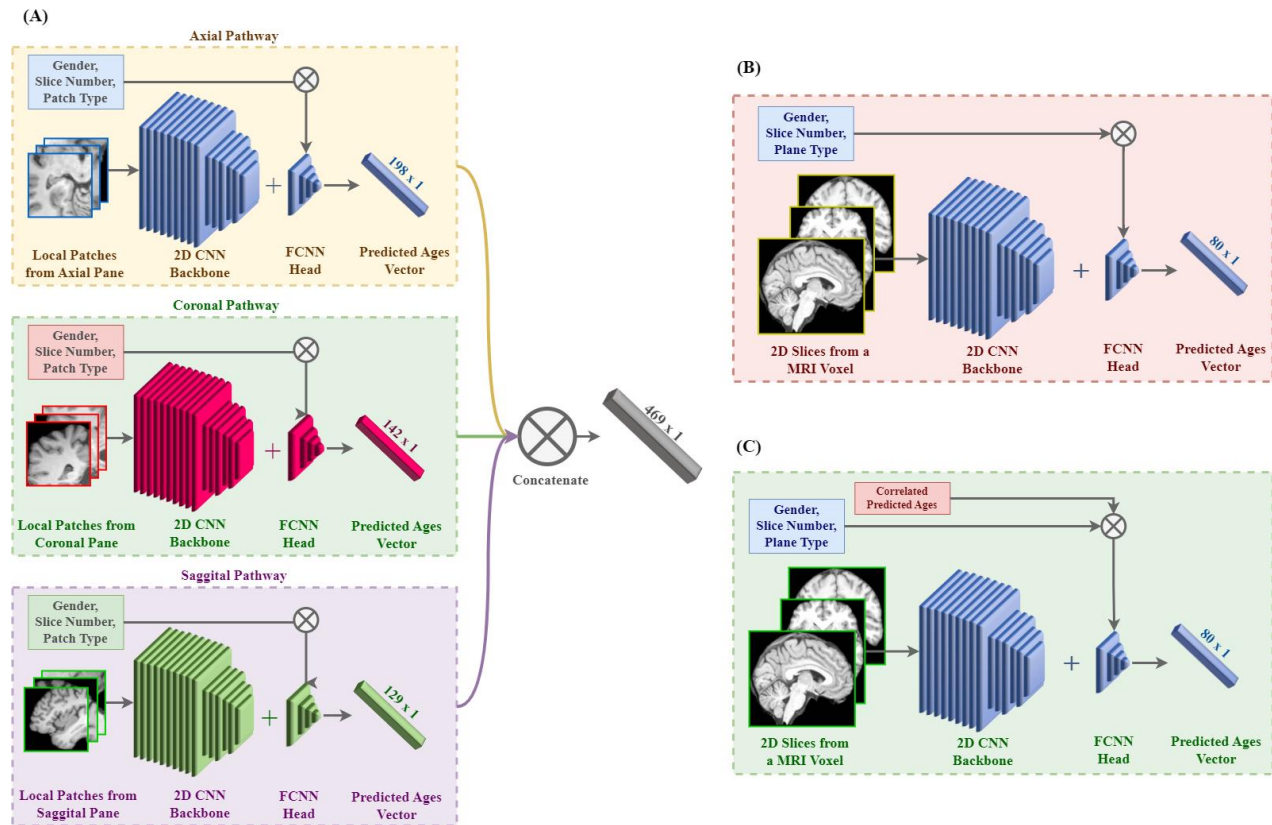 (A)
Axial Pathway
Gender,
Slice Number,
Patch Type
198 x 1
Local Patches
from Axial Pane
2D CNN
Backbone
+
FCNN
Head
Predicted Ages
Vector
Coronal Pathway
Gender,
Slice Number,
Patch Type
142 x 1
Local Patches from
Coronal Pane
2D CNN
Backbone
+
FCNN
Head
Predicted Ages
Vector
Saggital Pathway
Gender,
Slice Number,
Patch Type
129 x 1
Local Patches from
Saggital Pane
2D CNN
Backbone
+
FCNN
Head
Predicted Ages
Vector
Concatenate
469 x 1
(B)
Gender,
Slice Number,
Plane Type
80 x 1
2D Slices from a
MRI Voxel
2D CNN
Backbone
+
FCNN
Head
Predicted Ages
Vector
(C)
Correlated
Predicted Ages
Gender,
Slice Number,
Plane Type
80 x 1
2D Slices from
a MRI Voxel
2D CNN
Backbone
+
FCNN
Head
Predicted Ages
Vector